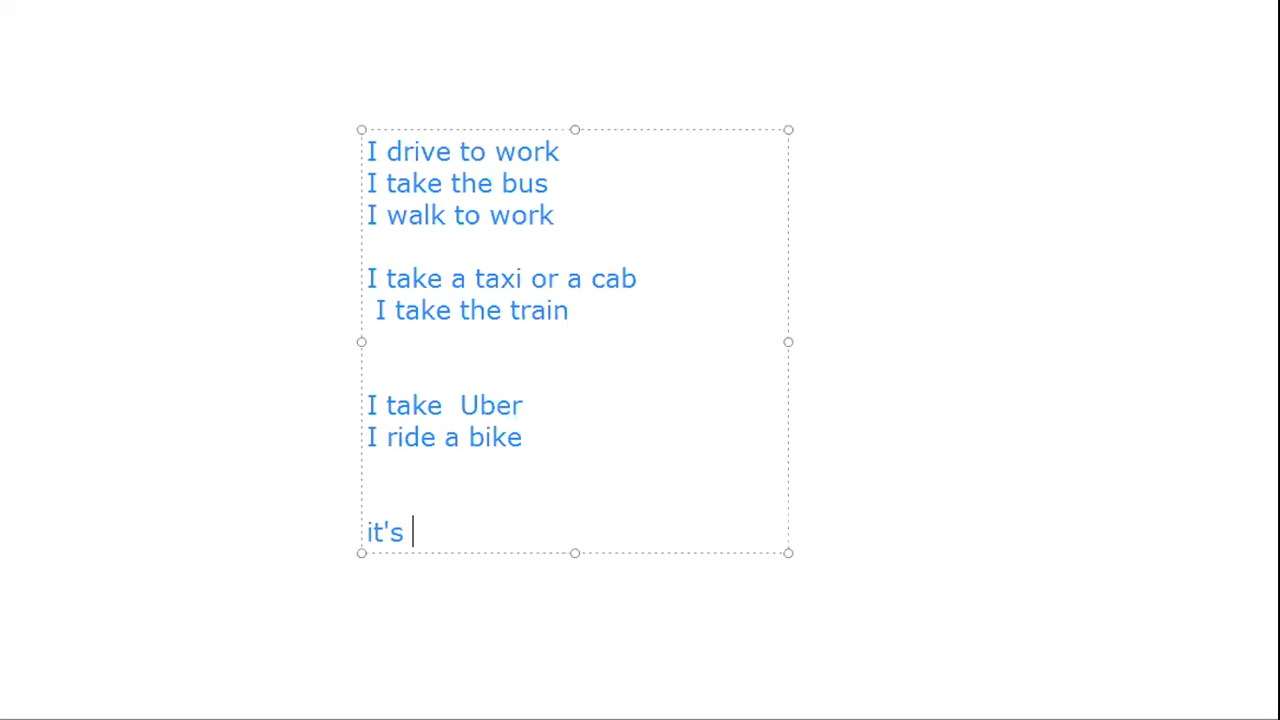 I drive to work
I take the bus
I walk to work
I take a taxi or a cab
I take the train
I take  Uber
I ride a bike
it's